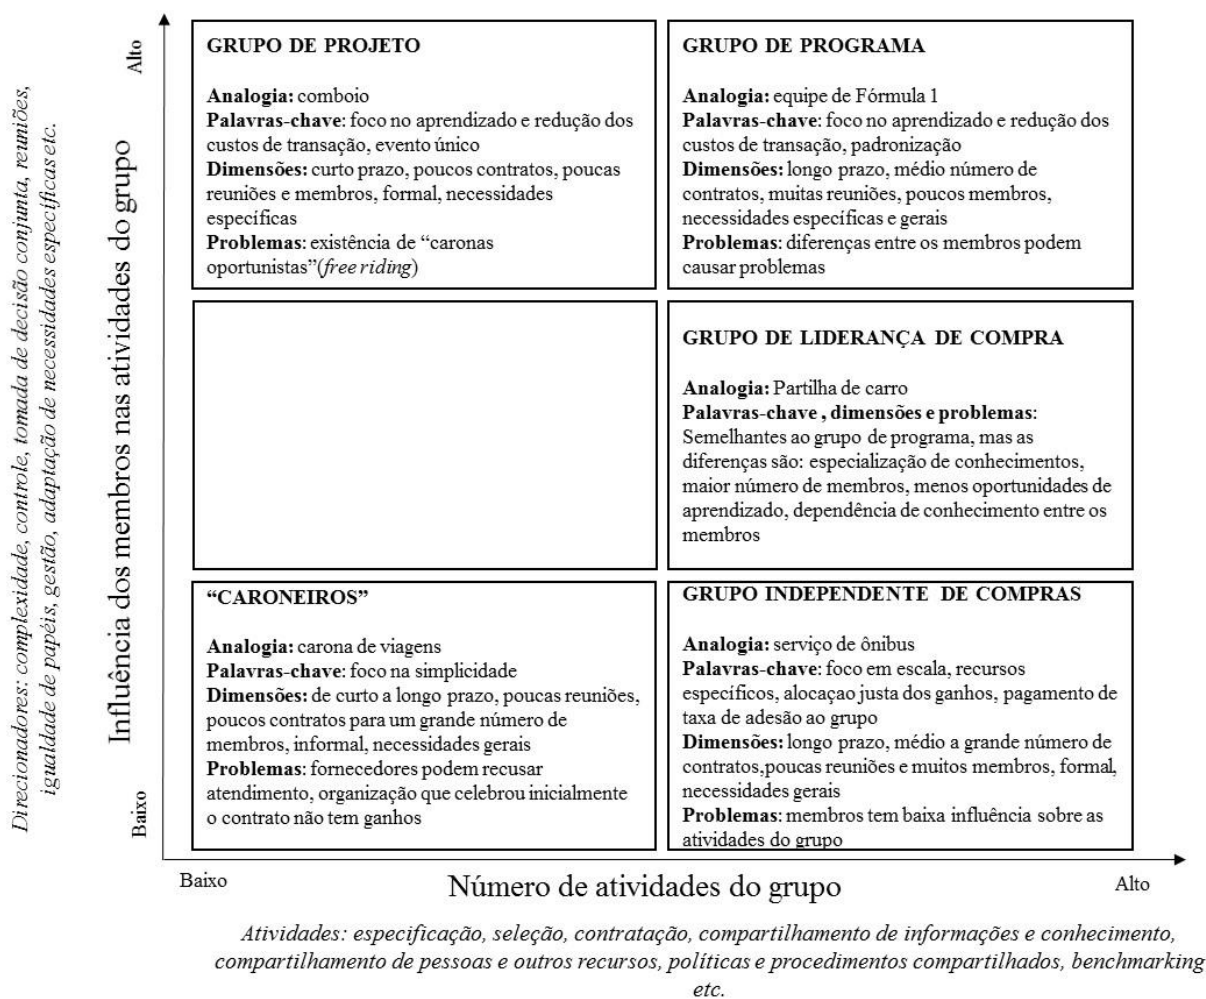 Direcionadores: complexidade, controle, tomada de decisão conjunta, reuniões,
igualdade de papéis, gestão, adaptação de necessidades específicas etc.
Influência dos membros nas atividades do grupo
Alto
Baixo
GRUPO DE PROJETO
Analogia: comboio
Palavras-chave: foco no aprendizado e redução dos
custos de transação, evento único
Dimensões: curto prazo, poucos contratos, poucas
reuniões e membros, formal, necessidades
específicas
Problemas: existência de “caronas
oportunistas”(free riding)
GRUPO DE PROGRAMA
Analogia: equipe de Fórmula 1
Palavras-chave: foco no aprendizado e redução dos
custos de transação, padronização
Dimensões: longo prazo, médio número de
contratos, muitas reuniões, poucos membros,
necessidades específicas e gerais
Problemas: diferenças entre os membros podem
causar problemas
GRUPO DE LIDERANÇA DE COMPRA
Analogia: Partilha de carro
Palavras-chave , dimensões e problemas:
Semelhantes ao grupo de programa, mas as
diferenças são: especialização de conhecimentos,
maior número de membros, menos oportunidades de
aprendizado, dependência de conhecimento entre os
membros
“CARONEIROS”
Analogia: carona de viagens
Palavras-chave: foco na simplicidade
Dimensões: de curto a longo prazo, poucas reuniões,
poucos contratos para um grande número de
membros, informal, necessidades gerais
Problemas: fornecedores podem recusar
atendimento, organização que celebrou inicialmente
o contrato não tem ganhos
GRUPO INDEPENDENTE DE COMPRAS
Analogia: serviço de ônibus
Palavras-chave: foco em escala, recursos
específicos, alocaçao justa dos ganhos, pagamento de
taxa de adesão ao grupo
Dimensões: longo prazo, médio a grande número de
contratos,poucas reuniões e muitos membros, formal,
necessidades gerais
Problemas: membros tem baixa influência sobre as
atividades do grupo
Baixo
Número de atividades do grupo
Alto
Atividades: especificação, seleção, contratação, compartilhamento de informações e conhecimento,
compartilhamento de pessoas e outros recursos, políticas e procedimentos compartilhados, benchmarking
etc.